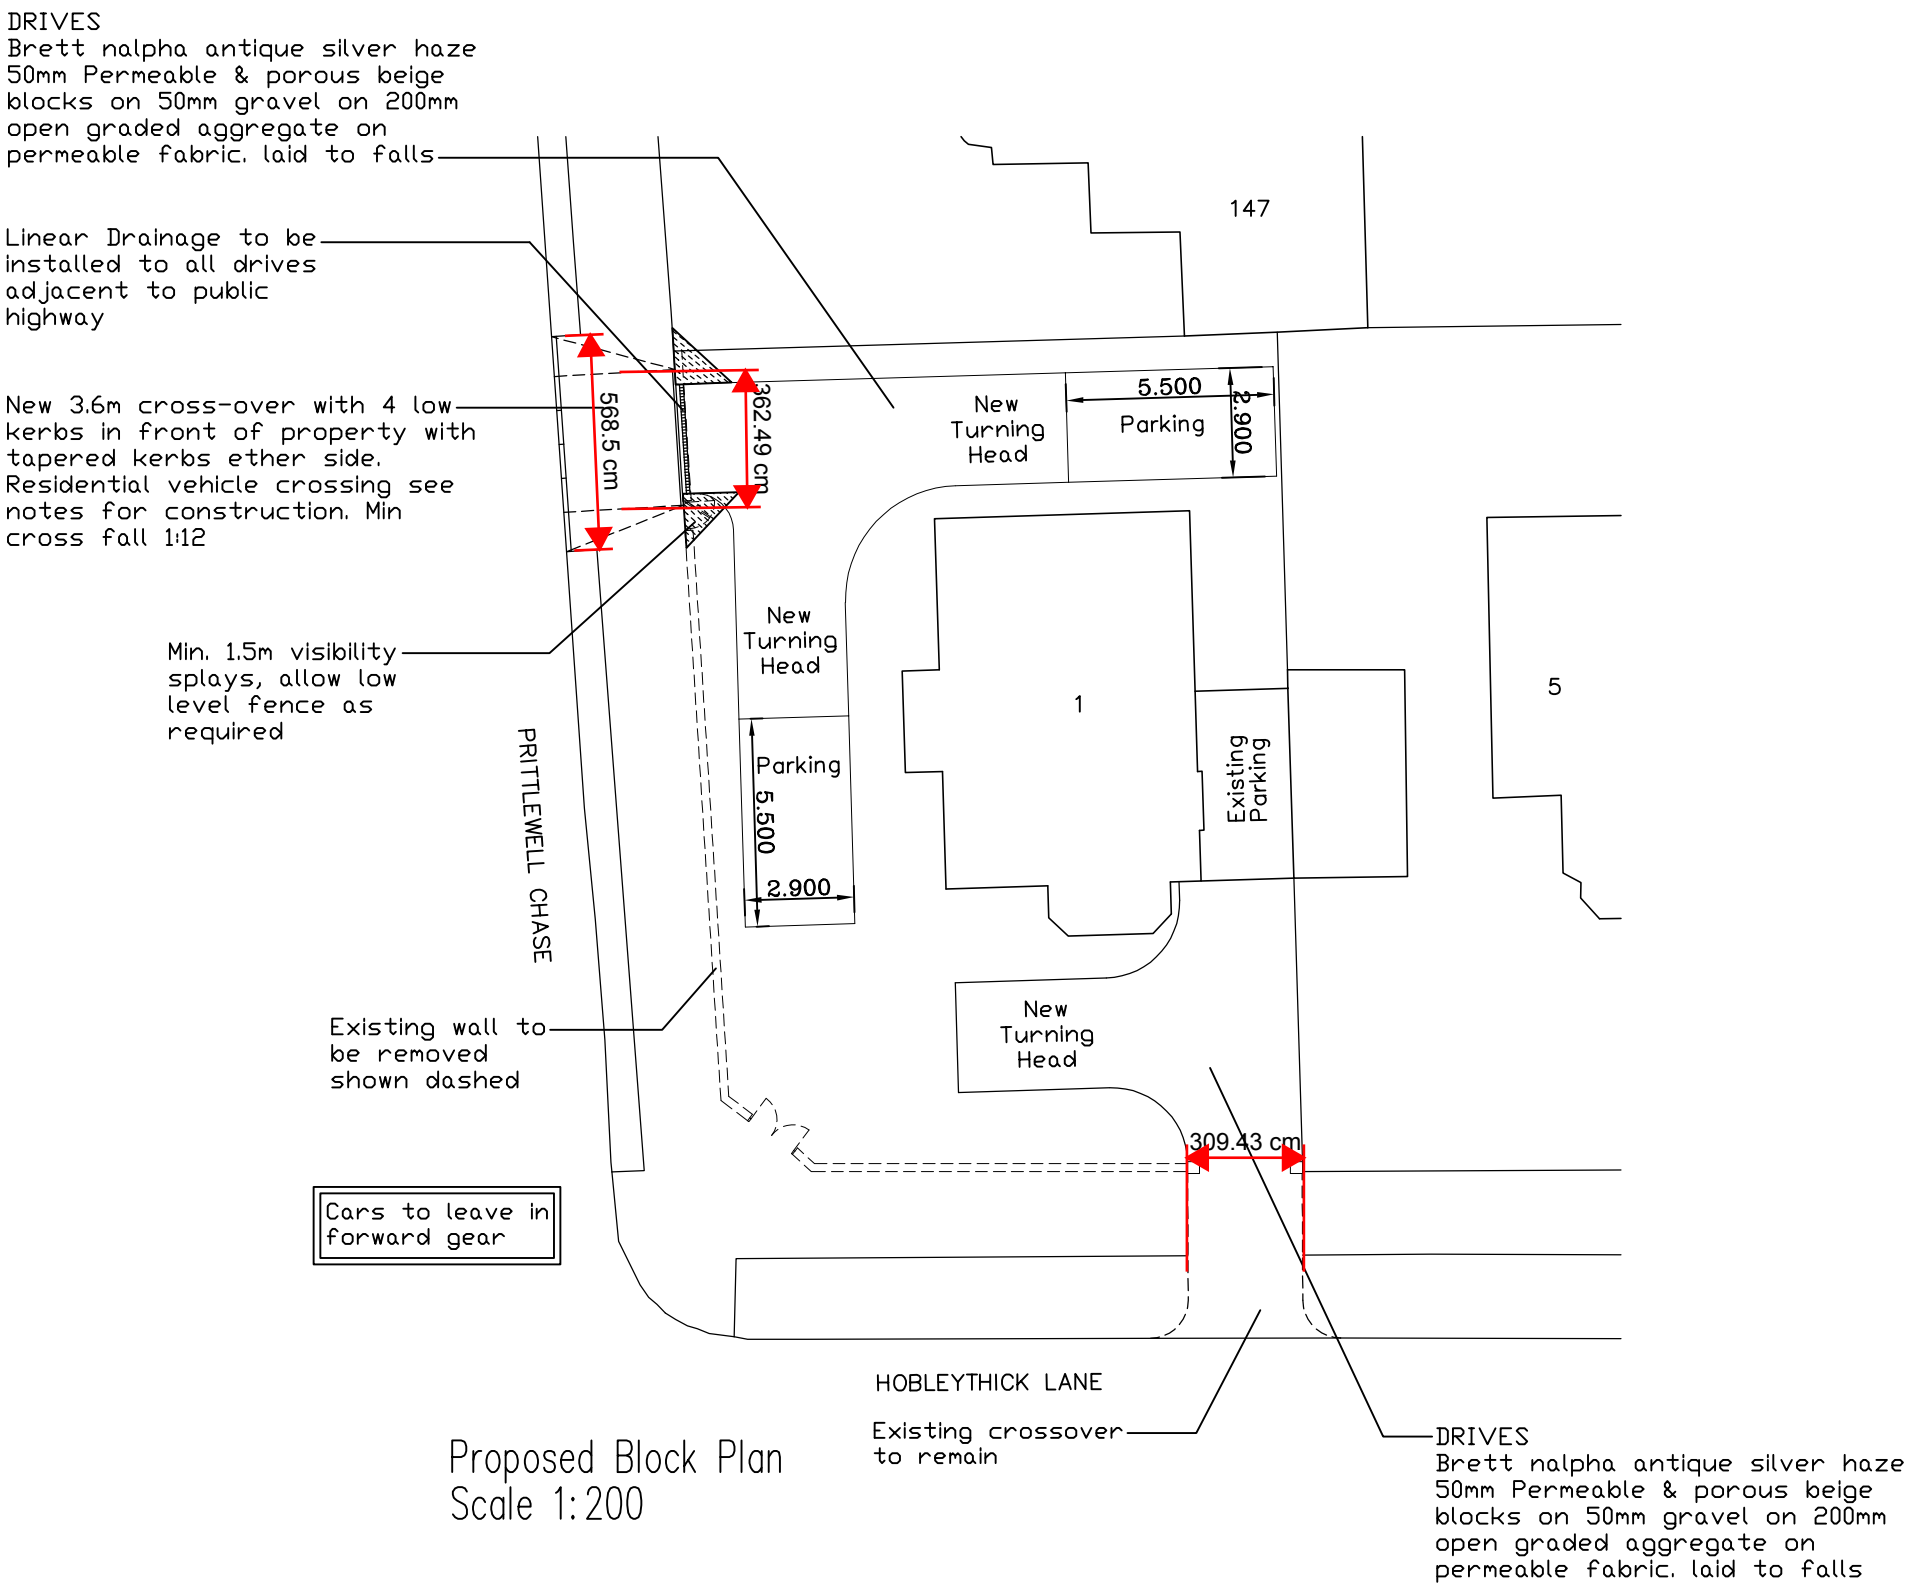 DRIVES
Brett nalpha antique silver haze
50mm Permeable & porous beige
blocks on 50mm gravel on 200mm
open graded aggregate on
permeable fabric. laid to falls
Linear Drainage to be
installed to all drives
adjacent to public
highway
New 3.6m cross-over with 4 low
kerbs in front of property with
tapered kerbs ether side.
Residential vehicle crossing see
notes for construction. Min
cross fall 1:12
Min. 1.5m visibility
splays, allow low
level fence as
required
147
568.5 cm
362.49 cm
New
Turning
Head
5.500
Parking
2.900
New
Turning
Head
1
5
Existing
Parking
Parking
5.500
2.900
PRITTLEWELL CHASE
Existing wall to
be removed
shown dashed
New
Turning
Head
309.43 cm
Cars to leave in
forward gear
HOBLEYTHICK LANE
Existing crossover
to remain
Proposed Block Plan
Scale 1:200
DRIVES
Brett nalpha antique silver haze
50mm Permeable & porous beige
blocks on 50mm gravel on 200mm
open graded aggregate on
permeable fabric. laid to falls